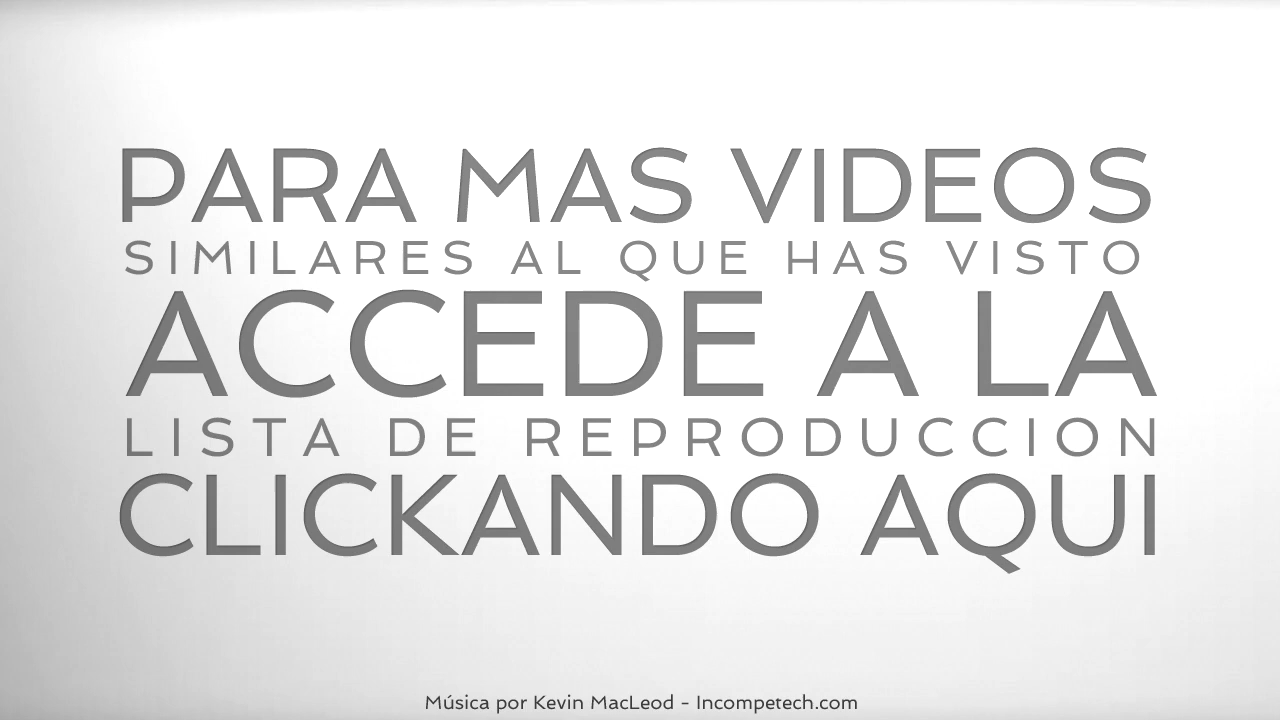 PARA MAS VIDEOS
SIMILARES AL QUE HAS VISTO
ACCEDE A LA
LISTA DE REPRODUCCION
CLICKANDO AQUI
Música por Kevin MacLeod - Incompetech.com